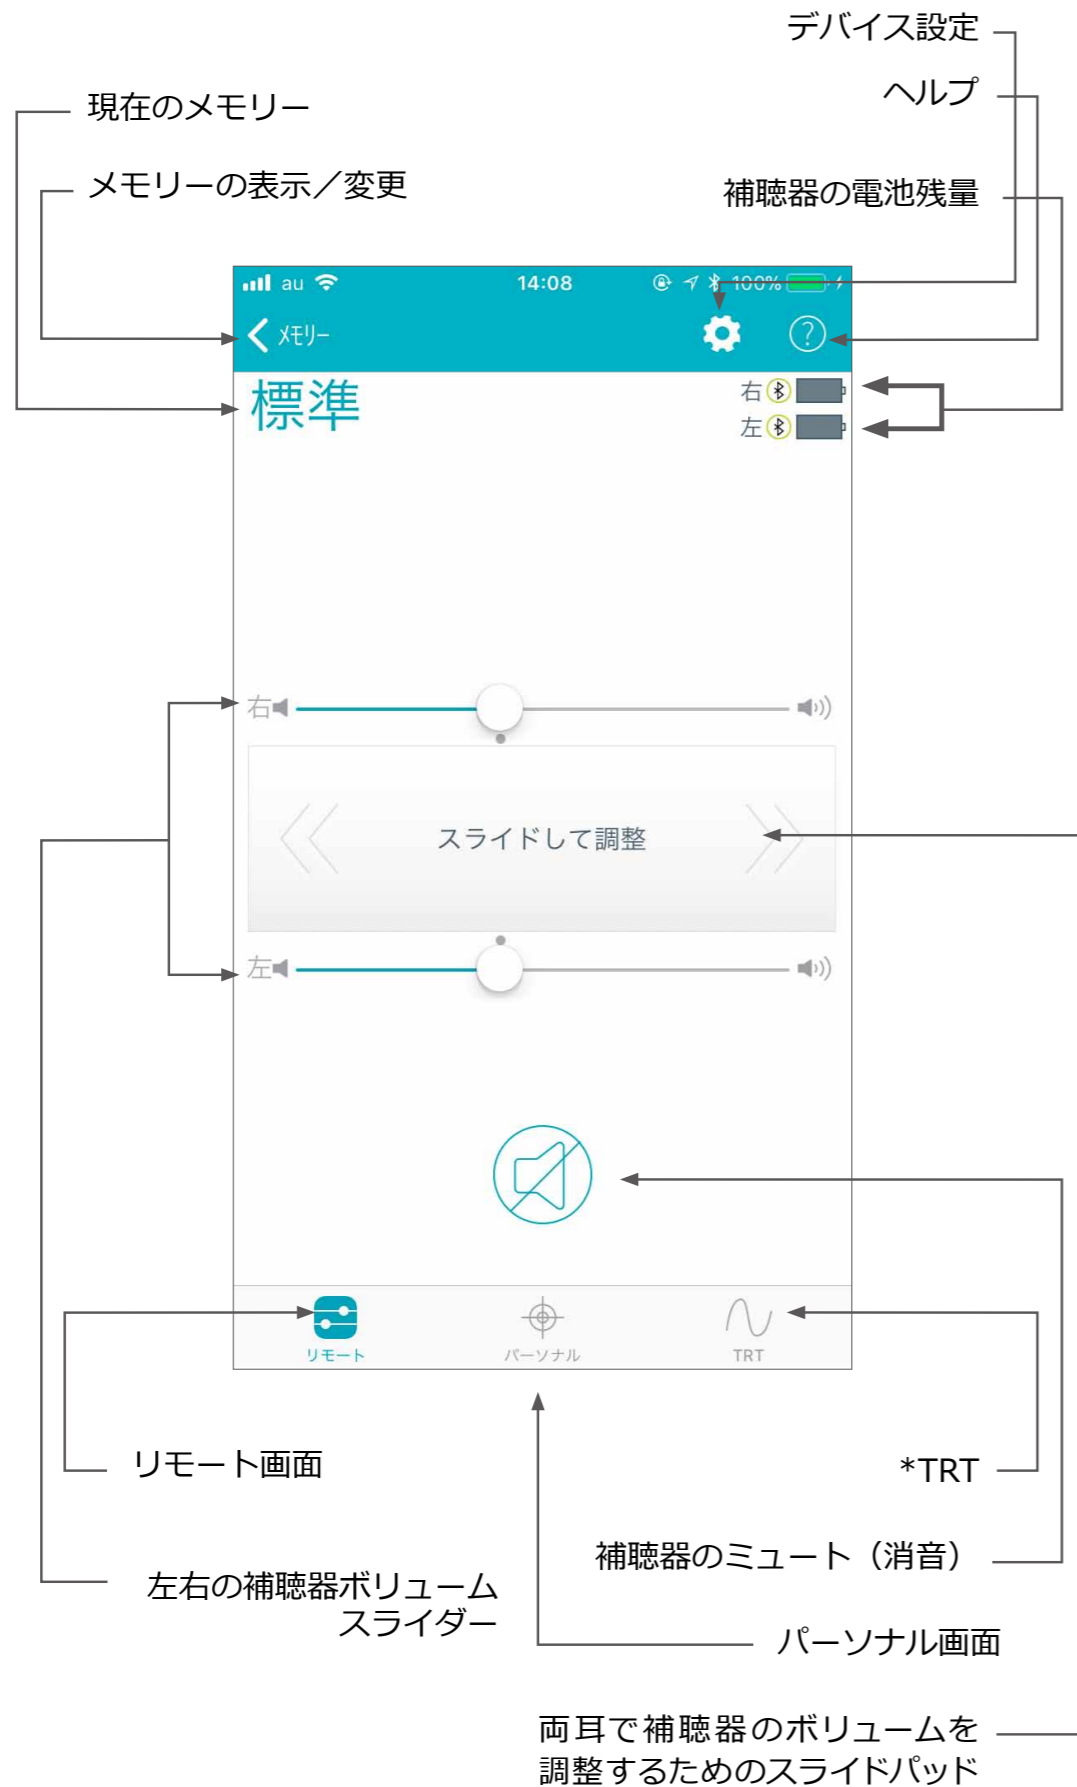 デバイス設定
ヘルプ
現在のメモリー
メモリーの表示／変更
補聴器の電池残量
au 14:08 100%
メモリー ?
標準
右
左
右
スライドして調整
左
リモート パーソナル TRT
リモート画面
*TRT
補聴器のミュート（消音）
左右の補聴器ボリューム
スライダー
パーソナル画面
両耳で補聴器のボリュームを
調整するためのスライドパッド